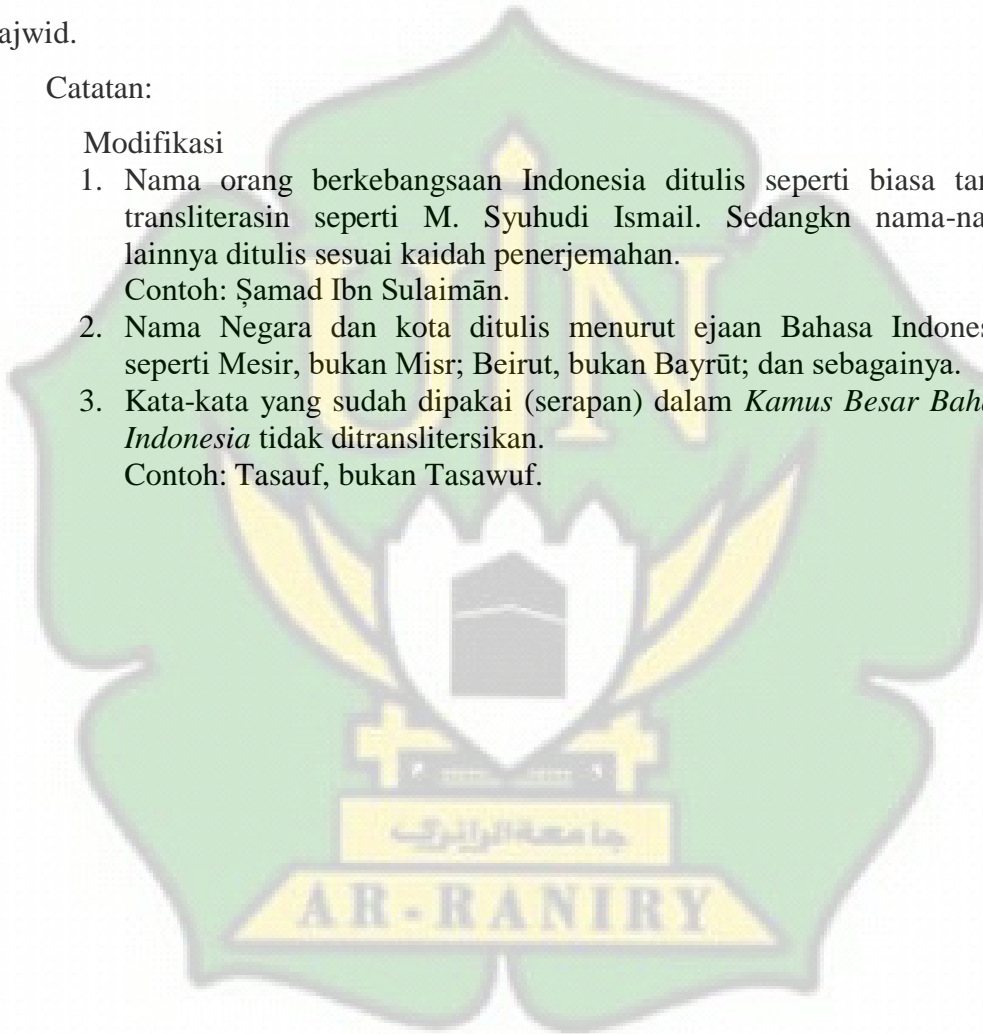 ajwid.
Catatan:
Modifikasi
1. Nama orang berkebangsaan Indonesia ditulis seperti biasa tan
transliterasin seperti M. Syuhudi Ismail. Sedangkn nama-na
lainnya ditulis sesuai kaidah penerjemahan.
Contoh: Ṣamad Ibn Sulaimān.
2. Nama Negara dan kota ditulis menurut ejaan Bahasa Indones
seperti Mesir, bukan Misr; Beirut, bukan Bayrūt; dan sebagainya.
3. Kata-kata yang sudah dipakai (serapan) dalam Kamus Besar Baha
Indonesia tidak ditranslitersikan.
Contoh: Tasauf, bukan Tasawuf.
UIN
جامعة الرانري
AR-RANIRY